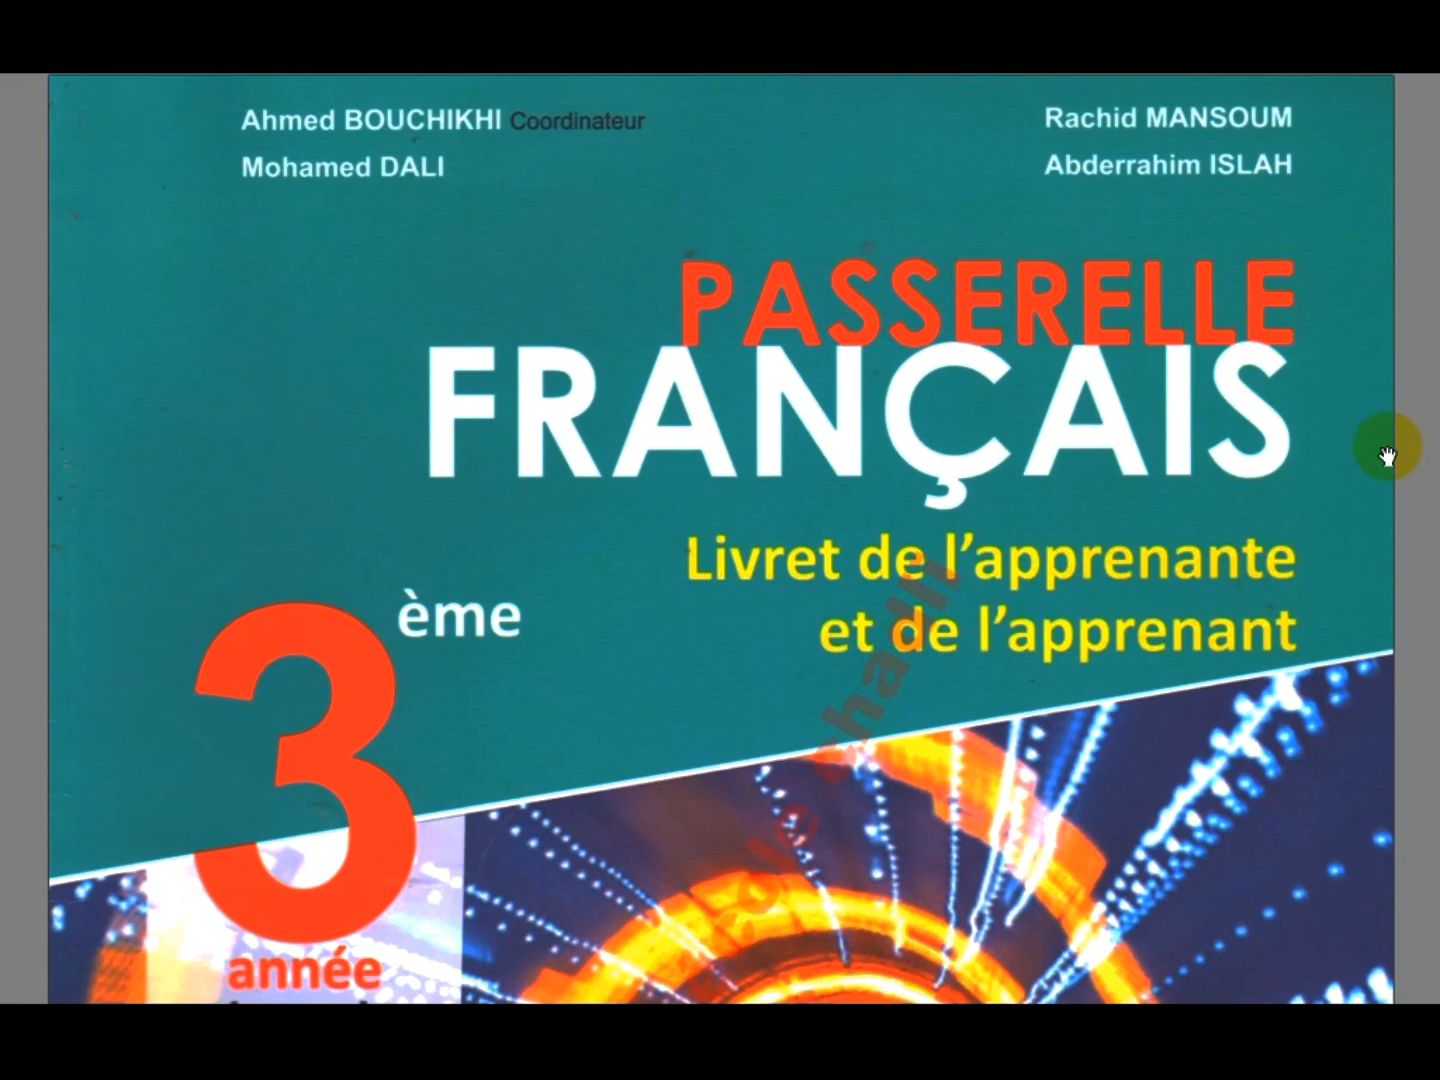 Ahmed BOUCHIKHI Coordinateur
Mohamed DALI
Rachid MANSOUM
Abderrahim ISLAH
PASSERELLE
FRANÇAIS
Livret de l'apprenante
et de l'apprenant
3ème
année